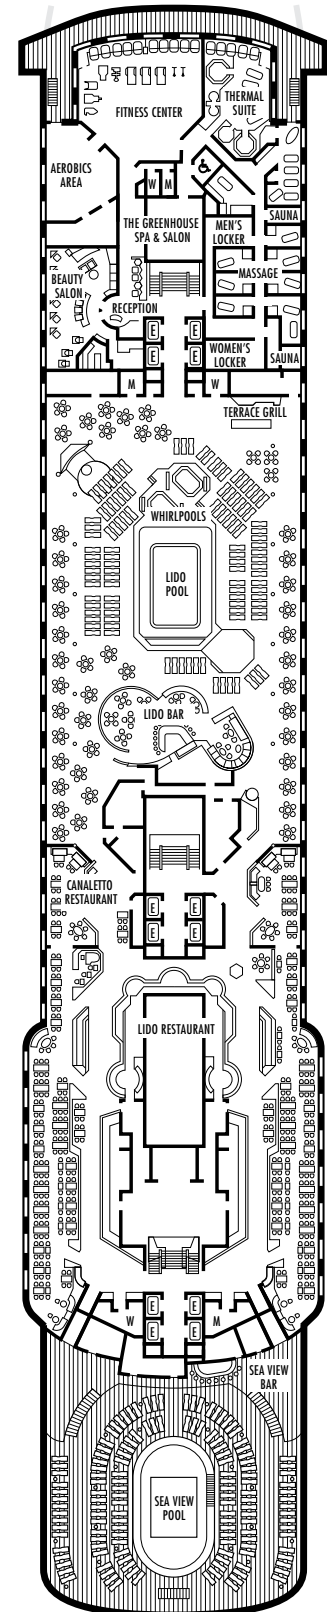 FITNESS CENTER
THERMAL
SUITE
AEROBICS
AREA
W M
SAUNA
THE GREENHOUSE
SPA & SALON
MEN'S
LOCKER
MASSAGE
BEAUTY
SALON
RECEPTION
E E
E E
WOMEN'S
LOCKER
SAUNA
M W
TERRACE GRILL
WHIRLPOOLS
LIDO
POOL
LIDO BAR
CANALETTO
RESTAURANT
E E
E E
LIDO RESTAURANT
E E
W M
E E
SEA VIEW
BAR
SEA VIEW
POOL